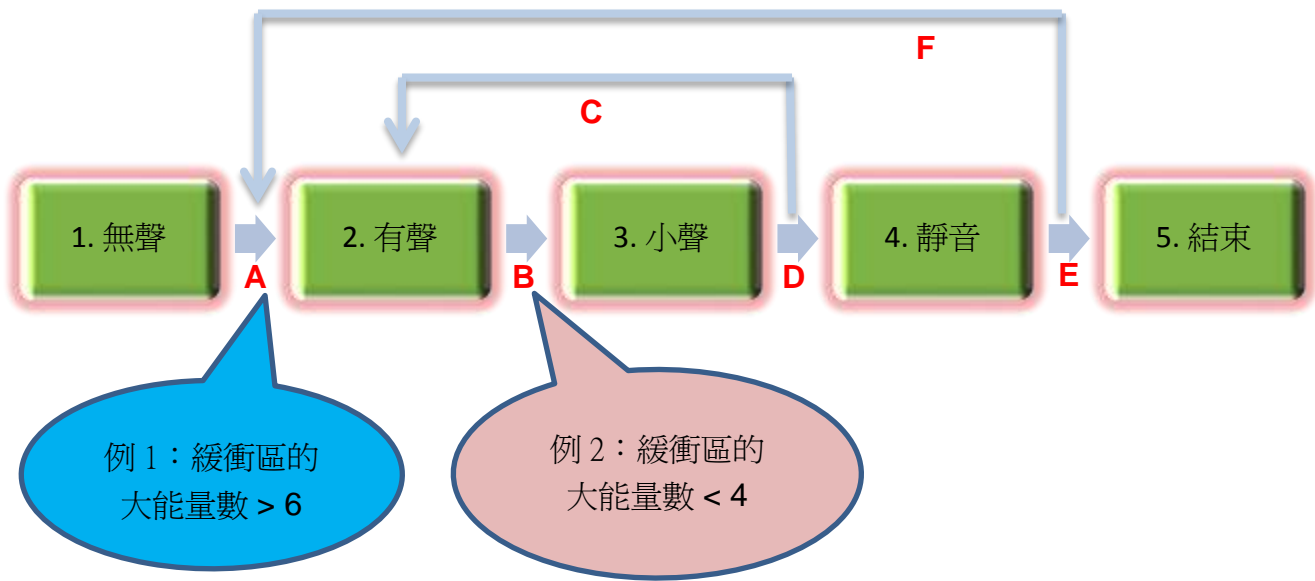 F
C
1. 無聲
2. 有聲
3. 小聲
4. 靜音
5. 結束
A
B
D
E
例 1：緩衝區的
大能量數 > 6
例 2：緩衝區的
大能量數 < 4